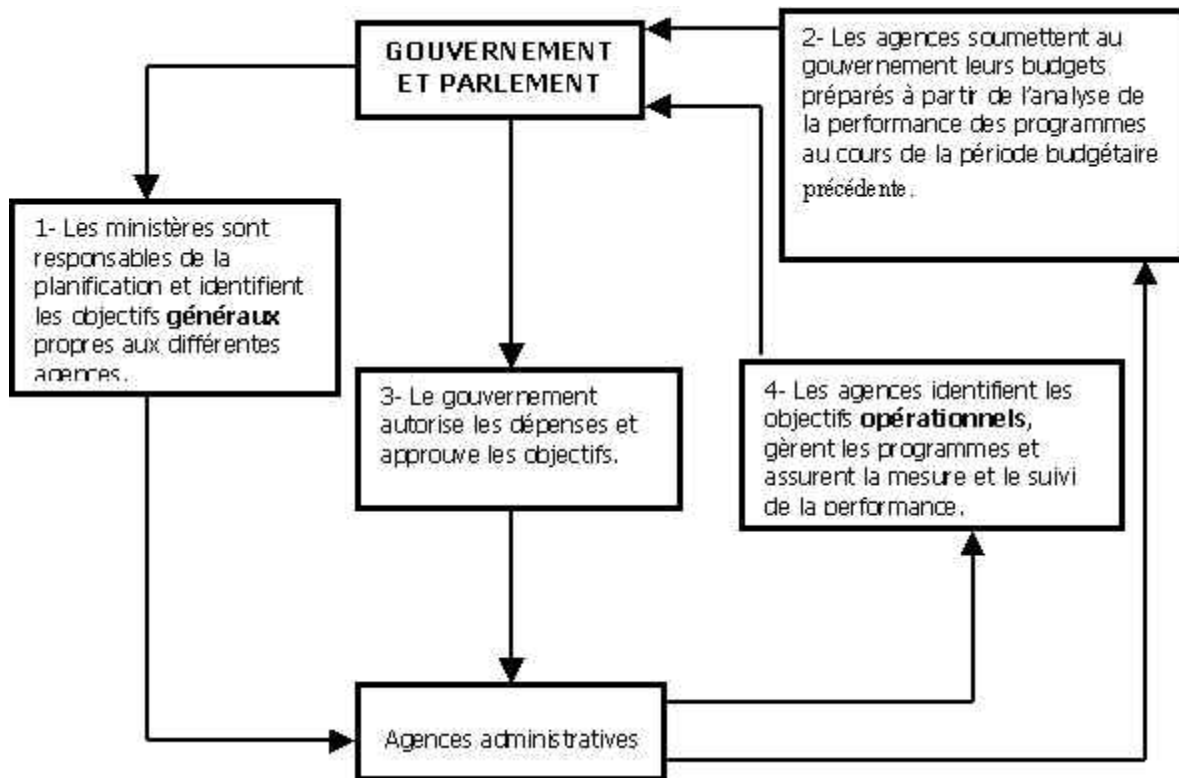 GOUVERNEMENT
ET PARLEMENT
2- Les agences soumettent au
gouvernement leurs budgets
préparés à partir de l'analyse de
la performance des programmes
au cours de la période budgétaire
précédente.
1- Les ministères sont
responsables de la
planification et identifient
les objectifs généraux
propres aux différentes
agences.
3- Le gouvernement
autorise les dépenses et
approuve les objectifs.
4- Les agences identifient les
objectifs opérationnels,
gèrent les programmes et
assurent la mesure et le suivi
de la performance.
Agences administratives